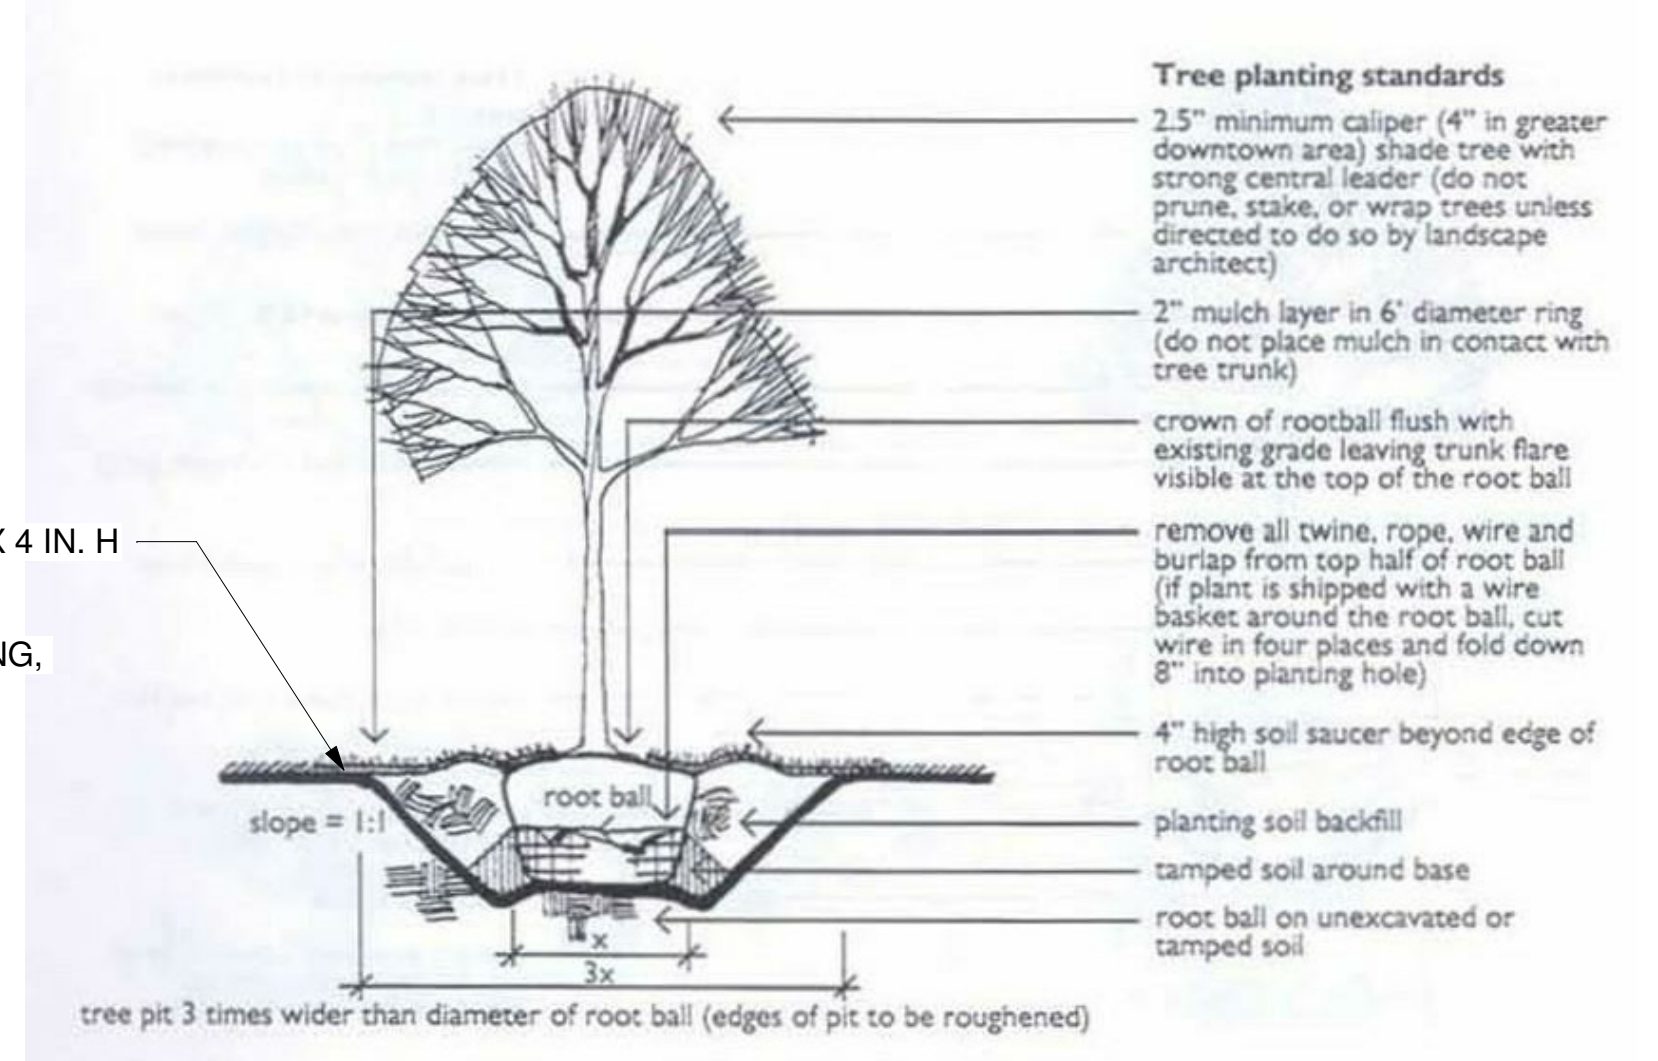 Tree planting standards
2.5" minimum caliper (4" in greater
downtown area) shade tree with
strong central leader (do not
prune, stake, or wrap trees unless
directed to do so by landscape
architect)
2" mulch layer in 6' diameter ring
(do not place mulch in contact with
tree trunk)
crown of rootball flush with
existing grade leaving trunk flare
visible at the top of the root ball
X 4 IN. H
remove all twine, rope, wire and
burlap from top half of root ball
(if plant is shipped with a wire
basket around the root ball, cut
wire in four places and fold down
8" into planting hole)
NG,
4" high soil saucer beyond edge of
root ball
root ball
slope = 1:1
planting soil backfill
tamped soil around base
root ball on unexcavated or
tamped soil
x
3x
tree pit 3 times wider than diameter of root ball (edges of pit to be roughened)